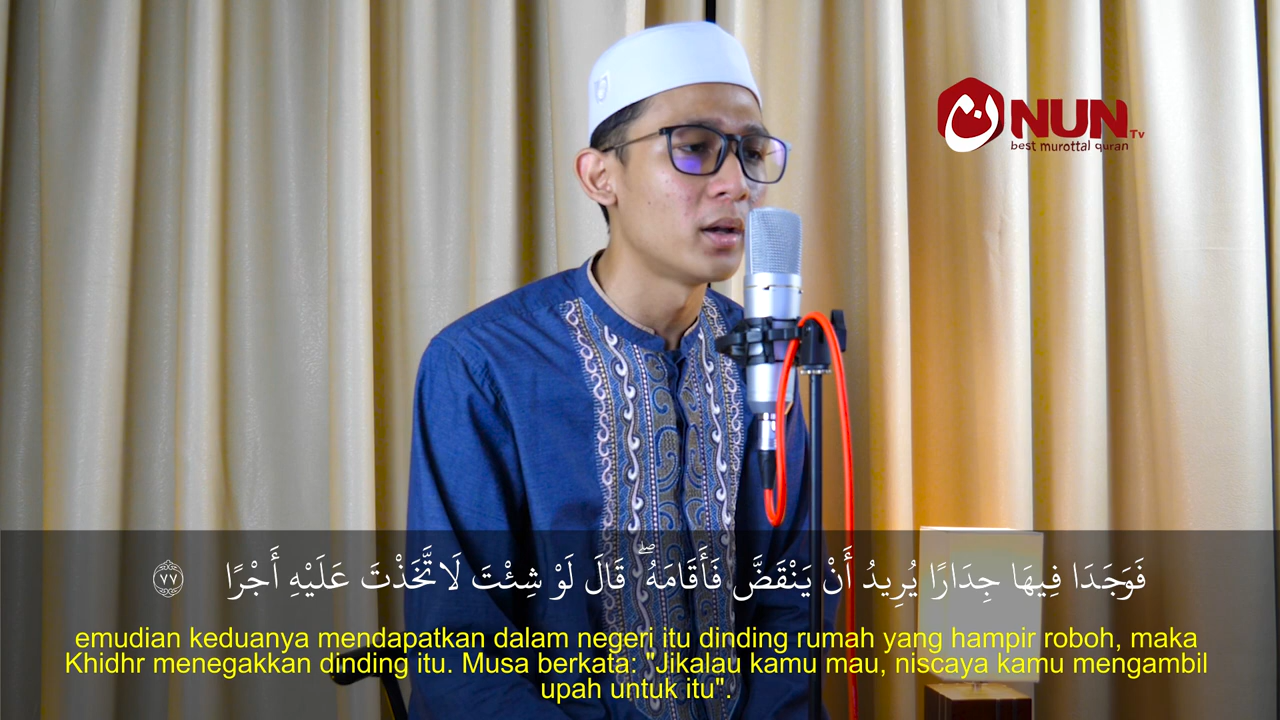 NUN Tv
best murottal quran
فَوَجَدَا فِيهَا جِدَارًا يُرِيدُ أَنْ يَنْقَضَّ فَأَقَامَهُ ۖ قَالَ لَوْ شِئْتَ لَاتَّخَذْتَ عَلَيْهِ أَجْرًا ٧٧
emudian keduanya mendapatkan dalam negeri itu dinding rumah yang hampir roboh, maka
Khidhr menegakkan dinding itu. Musa berkata: "Jikalau kamu mau, niscaya kamu mengambil
upah untuk itu".